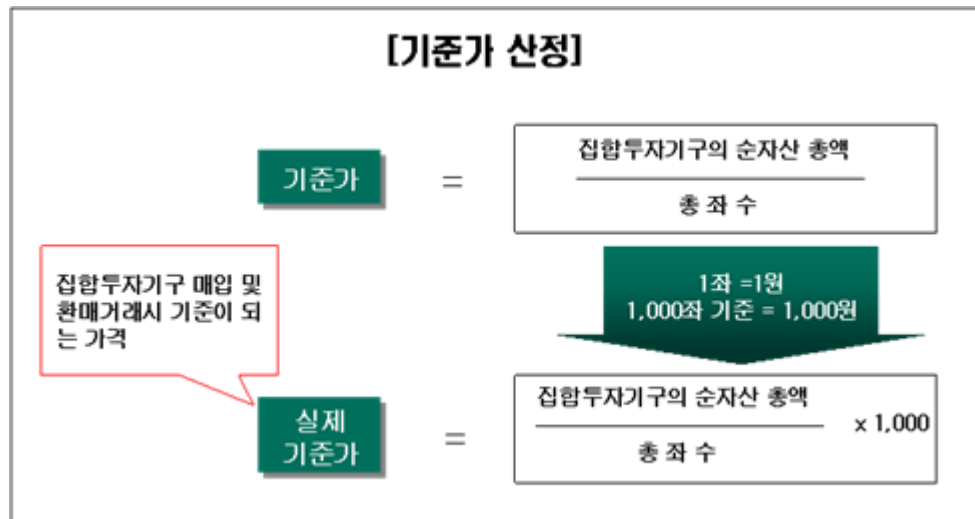 [기준가 산정]
기준가
=
집합투자기구의 순자산 총액
총 좌 수
집합투자기구 매입 및
환매거래시 기준이 되
는 가격
1좌 =1원
1,000좌 기준 = 1,000원
실제
기준가
=
집합투자기구의 순자산 총액
총 좌 수
x 1,000